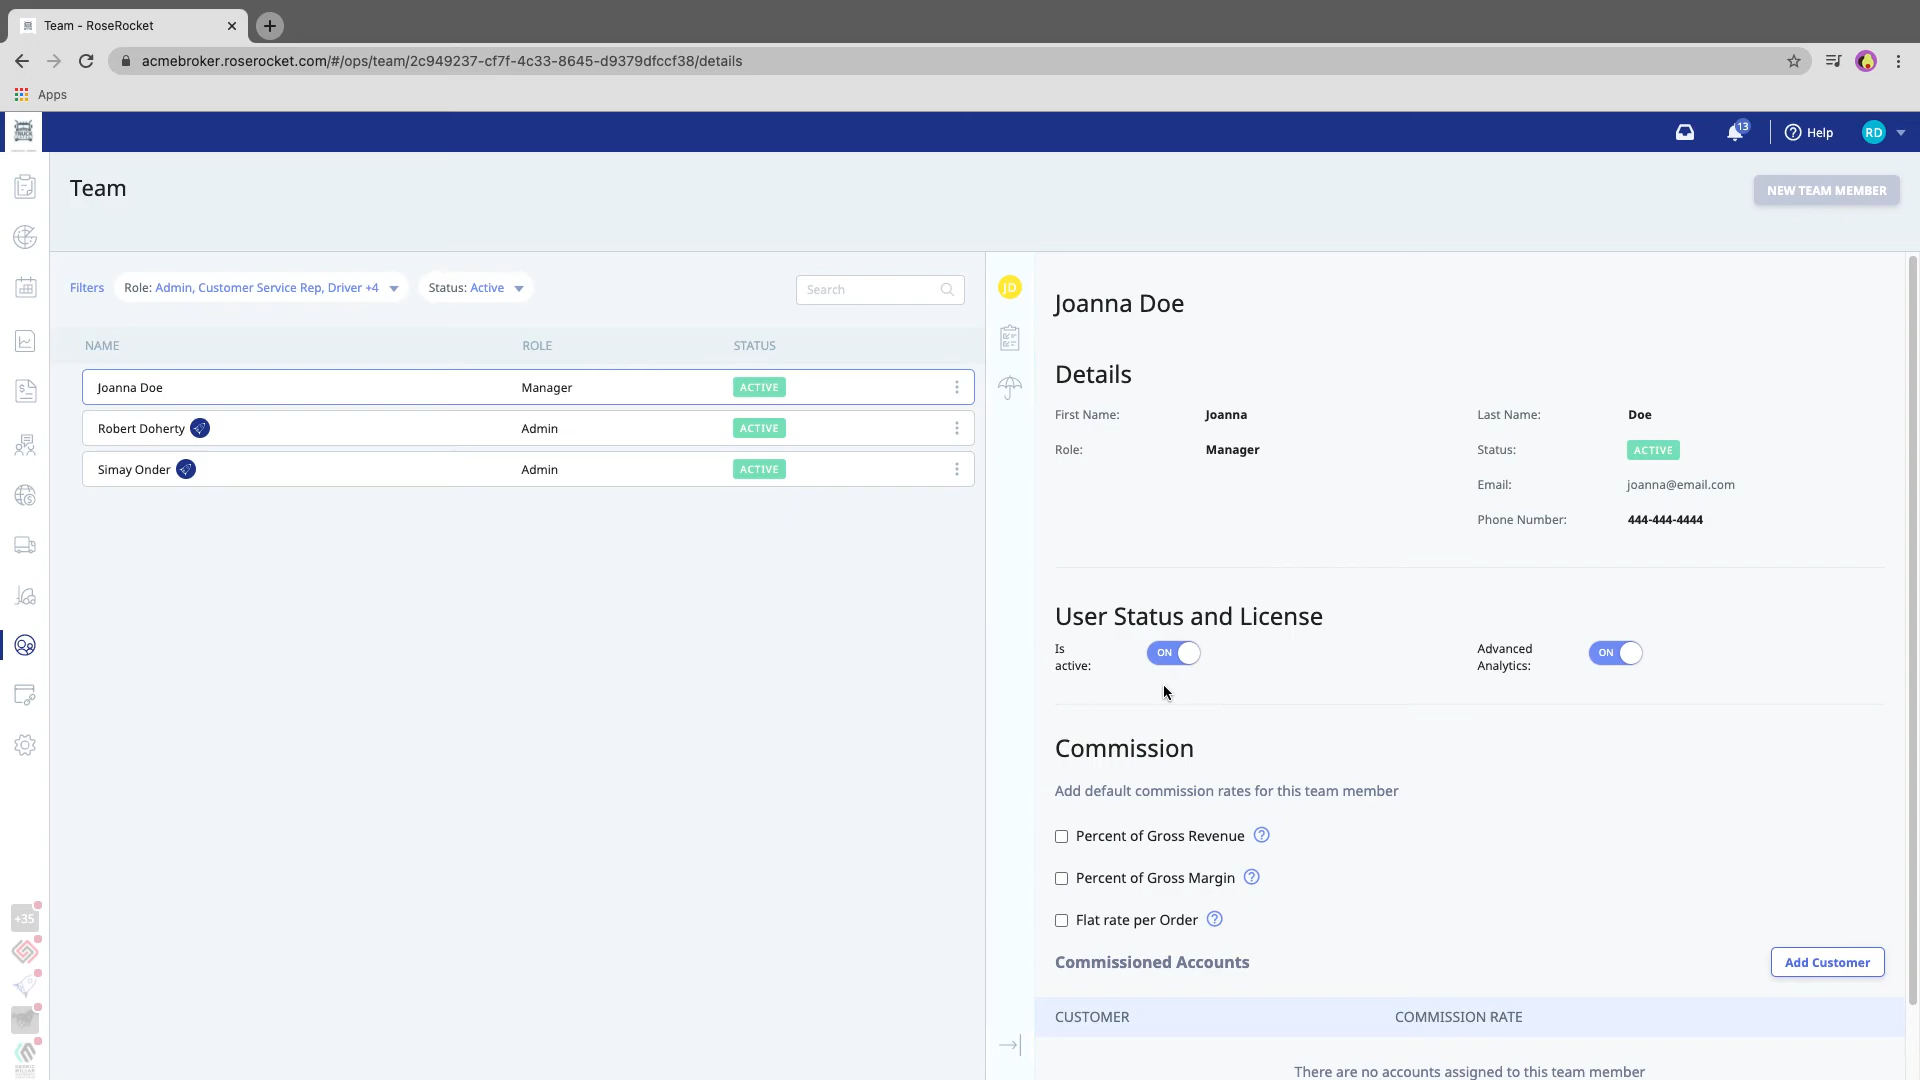 Team - RoseRocket
acmebroker.roserocket.com/#/ops/team/2c949237-cf7f-4c33-8645-d9379dfccf38/details
Apps
13
Help
RD
Team
NEW TEAM MEMBER
Filters
Role: Admin, Customer Service Rep, Driver +4
Status: Active
Search
NAME
ROLE
STATUS
Joanna Doe
Manager
ACTIVE
Robert Doherty
Admin
ACTIVE
Simay Onder
Admin
ACTIVE
+35
JD
Joanna Doe
Details
First Name:
Joanna
Last Name:
Doe
Role:
Manager
Status:
ACTIVE
Email:
joanna@email.com
Phone Number:
444-444-4444
User Status and License
Is
active:
ON
Advanced
Analytics:
ON
Commission
Add default commission rates for this team member
Percent of Gross Revenue
Percent of Gross Margin
Flat rate per Order
Commissioned Accounts
Add Customer
CUSTOMER
COMMISSION RATE
There are no accounts assigned to this team member